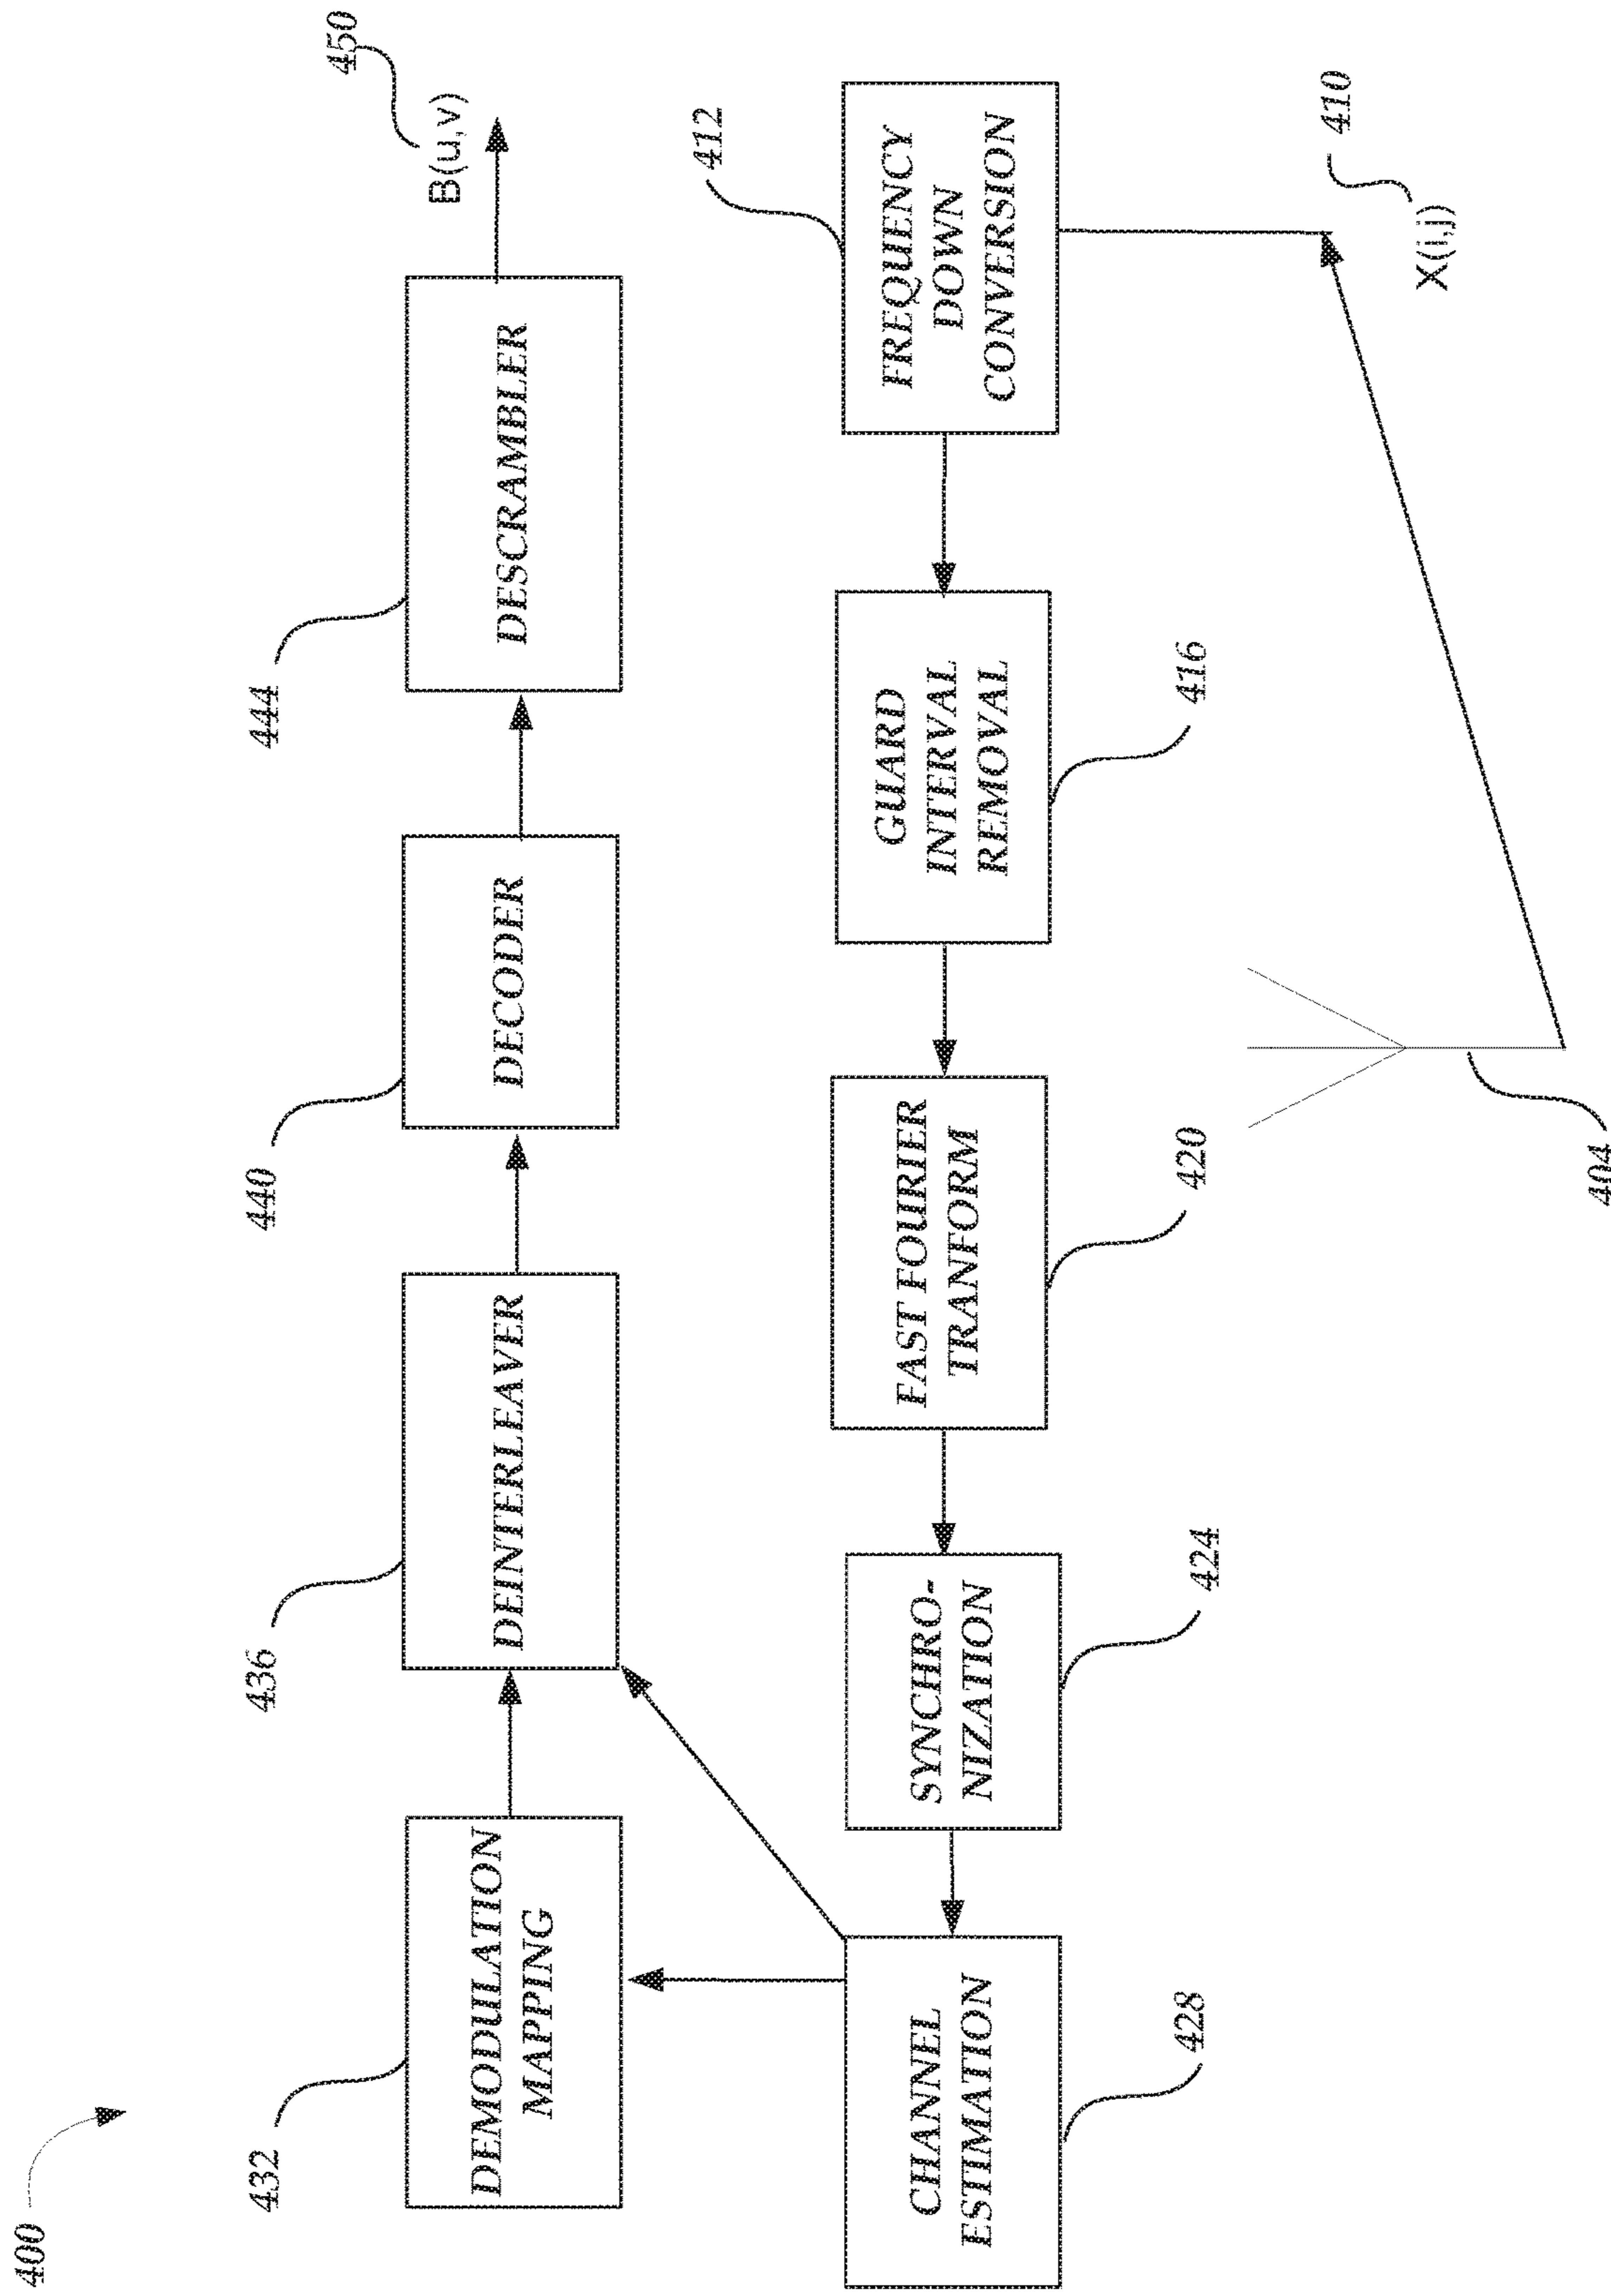 400
432
436
440
444
450
B(u,v)
DEMODULATION
MAPPING
DEINTERLEAVER
DECODER
DESCRAMBLER
412
CHANNEL
ESTIMATION
SYNCHRO-
NIZATION
FAST FOURIER
TRANFORM
GUARD
INTERVAL
REMOVAL
FREQUENCY
DOWN
CONVERSION
428
424
420
416
410
X(i,j)
404